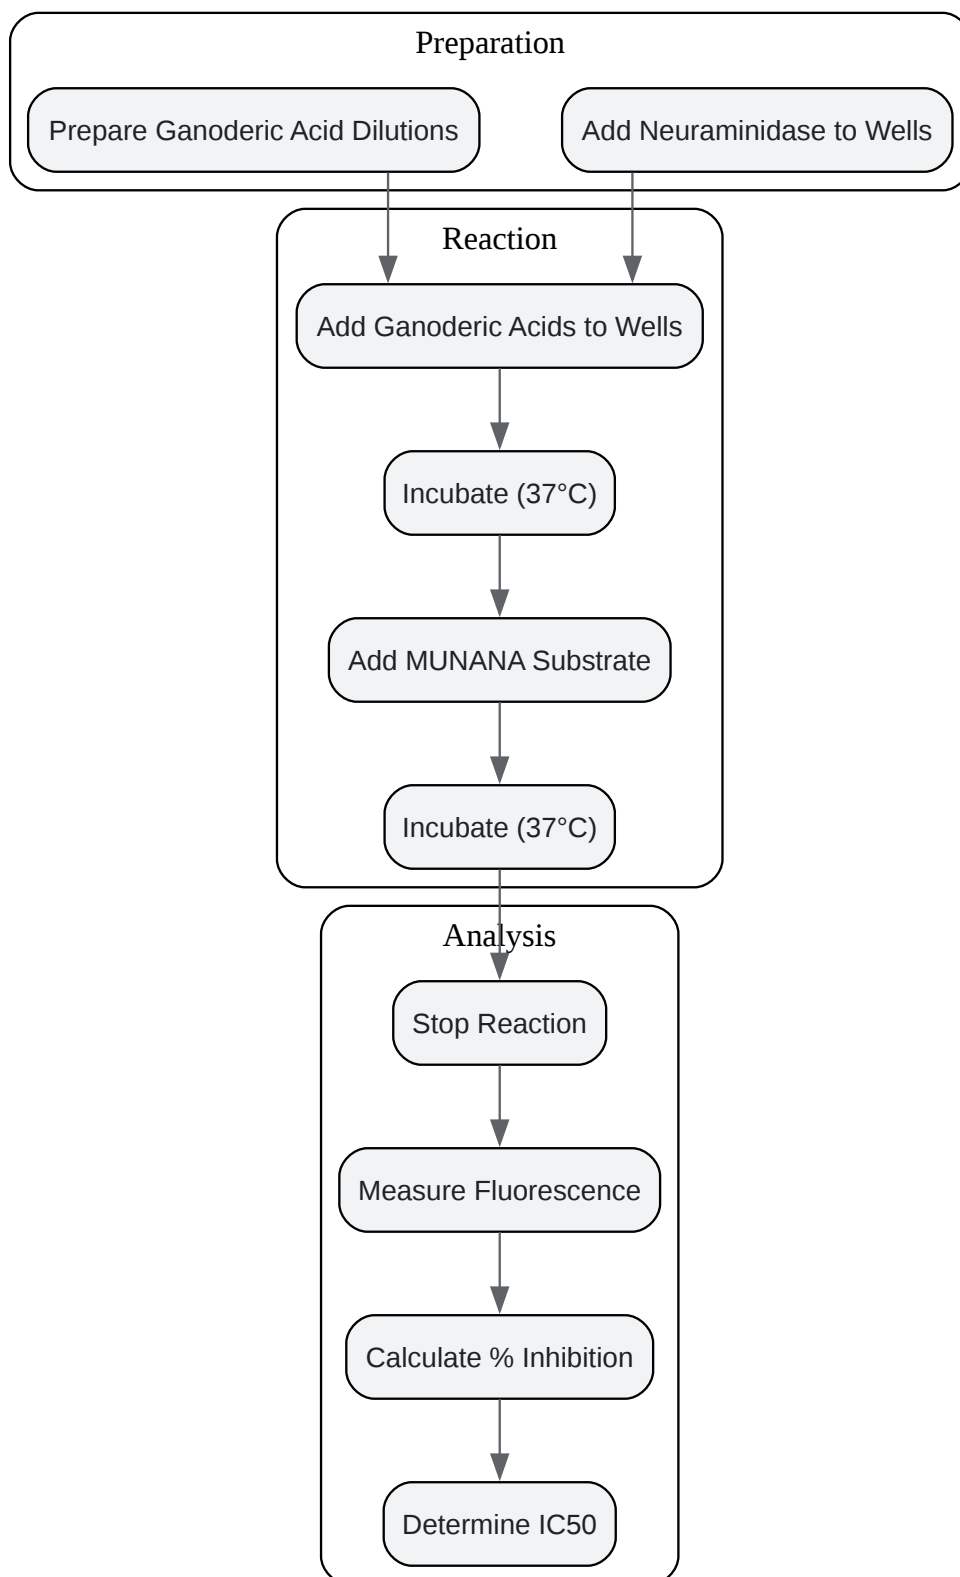 Preparation
Prepare Ganoderic Acid Dilutions
Add Neuraminidase to Wells
Reaction
Add Ganoderic Acids to Wells
Incubate (37°C)
Add MUNANA Substrate
Incubate (37°C)
Analysis
Stop Reaction
Measure Fluorescence
Calculate % Inhibition
Determine IC50